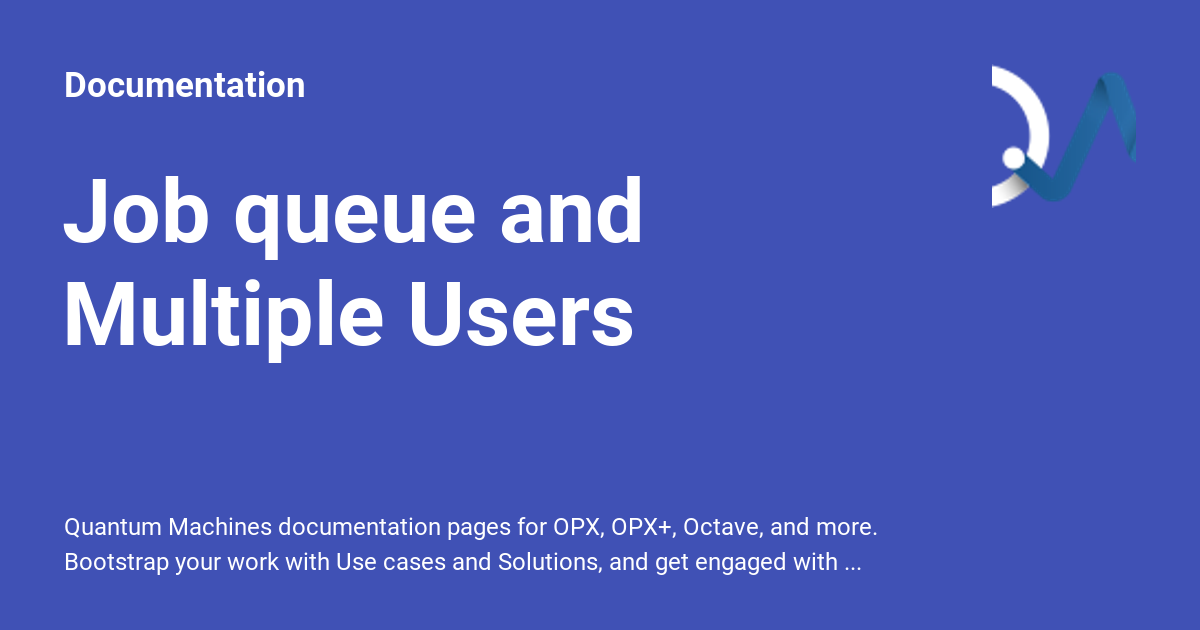 Documentation
Job queue and
Multiple Users
Quantum Machines documentation pages for OPX, OPX+, Octave, and more.
Bootstrap your work with Use cases and Solutions, and get engaged with ...